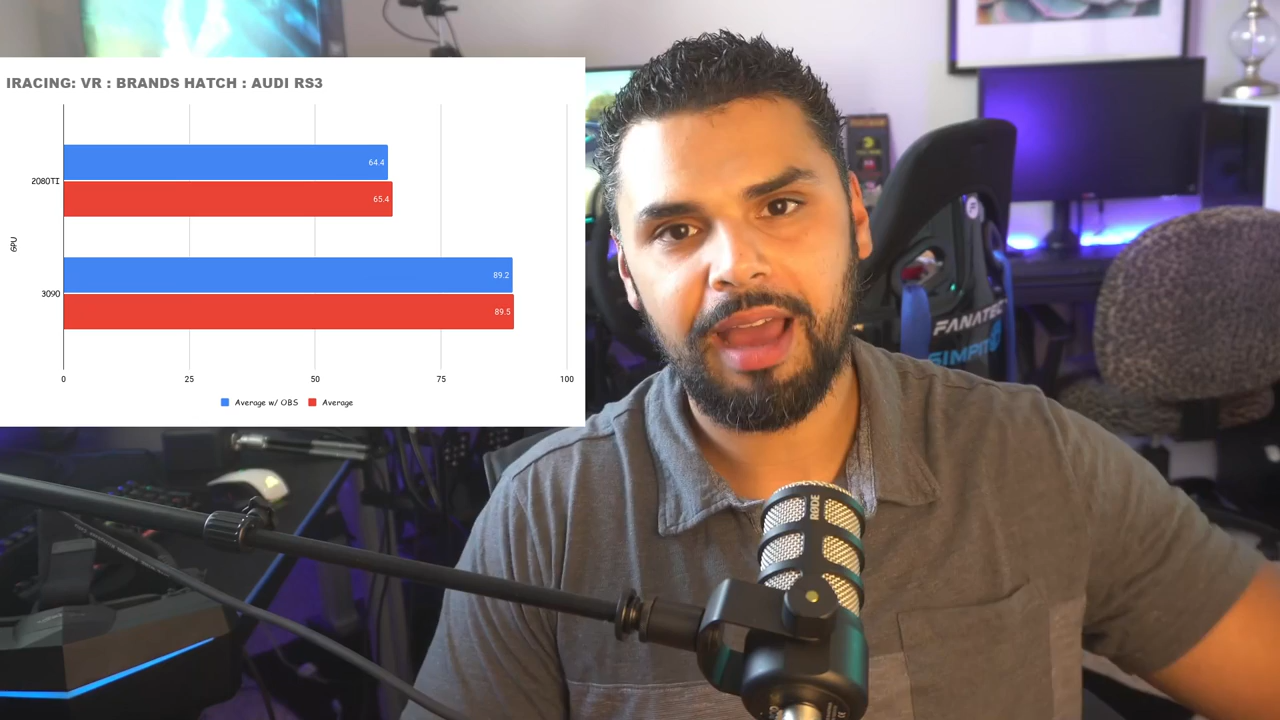 IRACING: VR : BRANDS HATCH : AUDI RS3
64.4
2080TI
65.4
GPU
89.2
3090
89.5
0
25
50
75
100
Average w/ OBS
Average
FANATEC
SIMPIT
RØDE